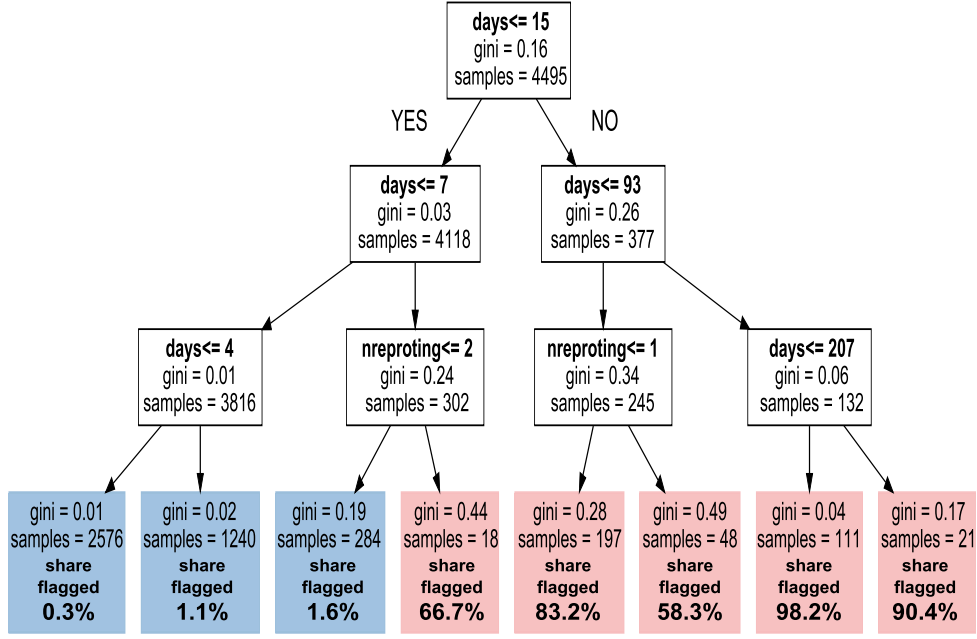 days<= 15
gini = 0.16
samples = 4495
YES
NO
days<= 7
gini = 0.03
samples = 4118
days<= 93
gini = 0.26
samples = 377
days<= 4
gini = 0.01
samples = 3816
nreproting<= 2
gini = 0.24
samples = 302
nreproting<= 1
gini = 0.34
samples = 245
days<= 207
gini = 0.06
samples = 132
gini = 0.01
samples = 2576
share
flagged
0.3%
gini = 0.02
samples = 1240
share
flagged
1.1%
gini = 0.19
samples = 284
share
flagged
1.6%
gini = 0.44
samples = 18
share
flagged
66.7%
gini = 0.28
samples = 197
share
flagged
83.2%
gini = 0.49
samples = 48
share
flagged
58.3%
gini = 0.04
samples = 111
share
flagged
98.2%
gini = 0.17
samples = 21
share
flagged
90.4%